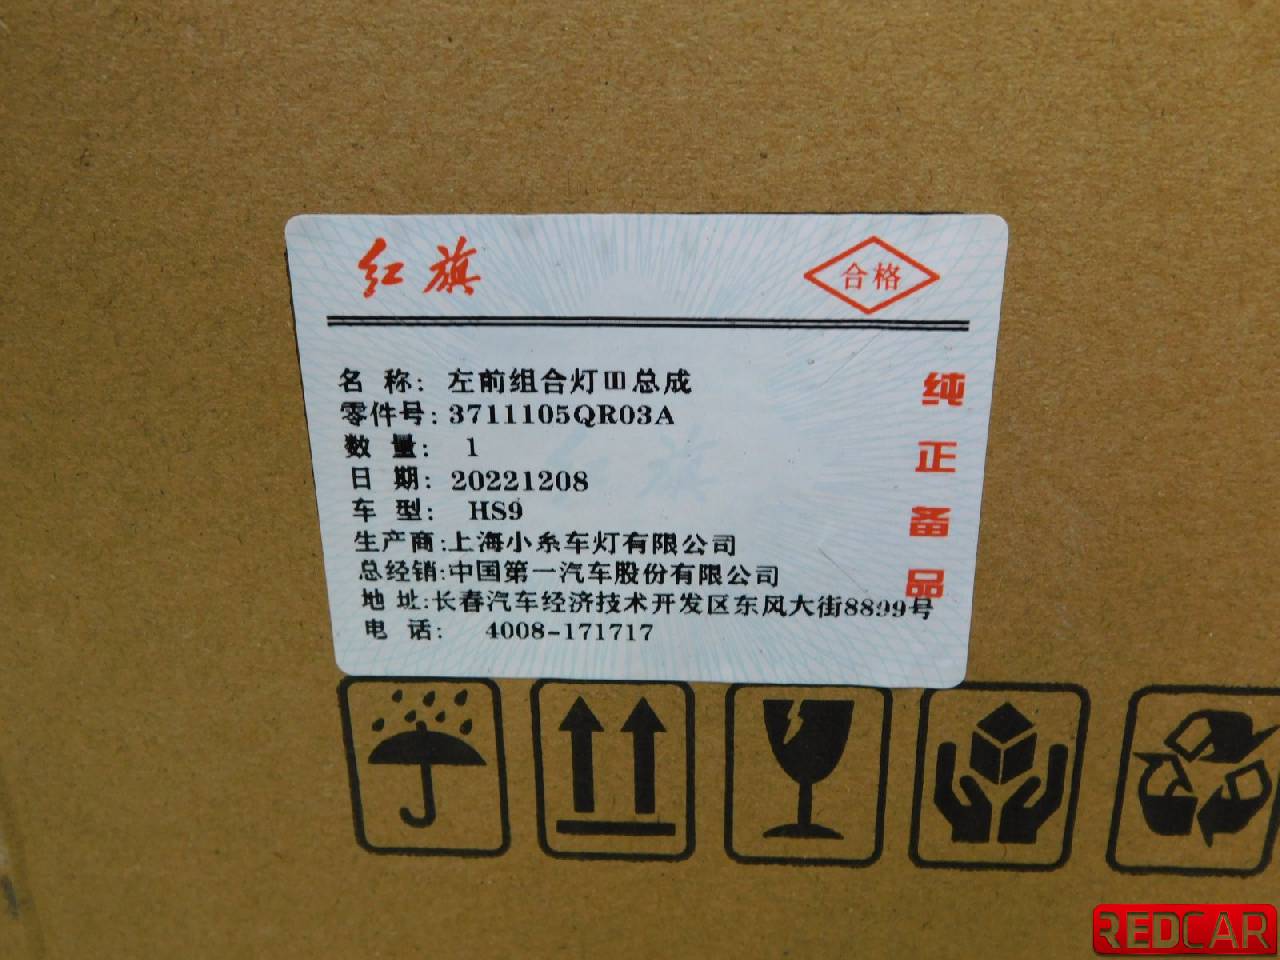 红旗
合格
名 称: 左前组合灯III总成
零件号: 3711105QR03A
数 量: 1
日 期: 20221208
车 型: HS9
生产商:上海小糸车灯有限公司
总经销:中国第一汽车股份有限公司
地 址:长春汽车经济技术开发区东风大街8899号
电 话: 4008-171717
纯正备品
REDCAR